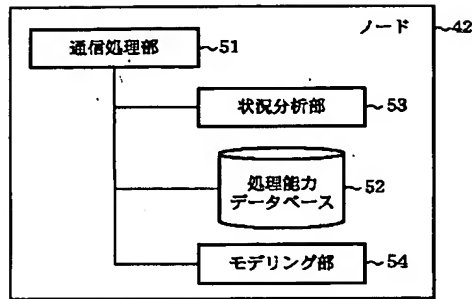 ノード
42
通信処理部
51
状況分析部
53
処理能力
データベース
52
モデリング部
54